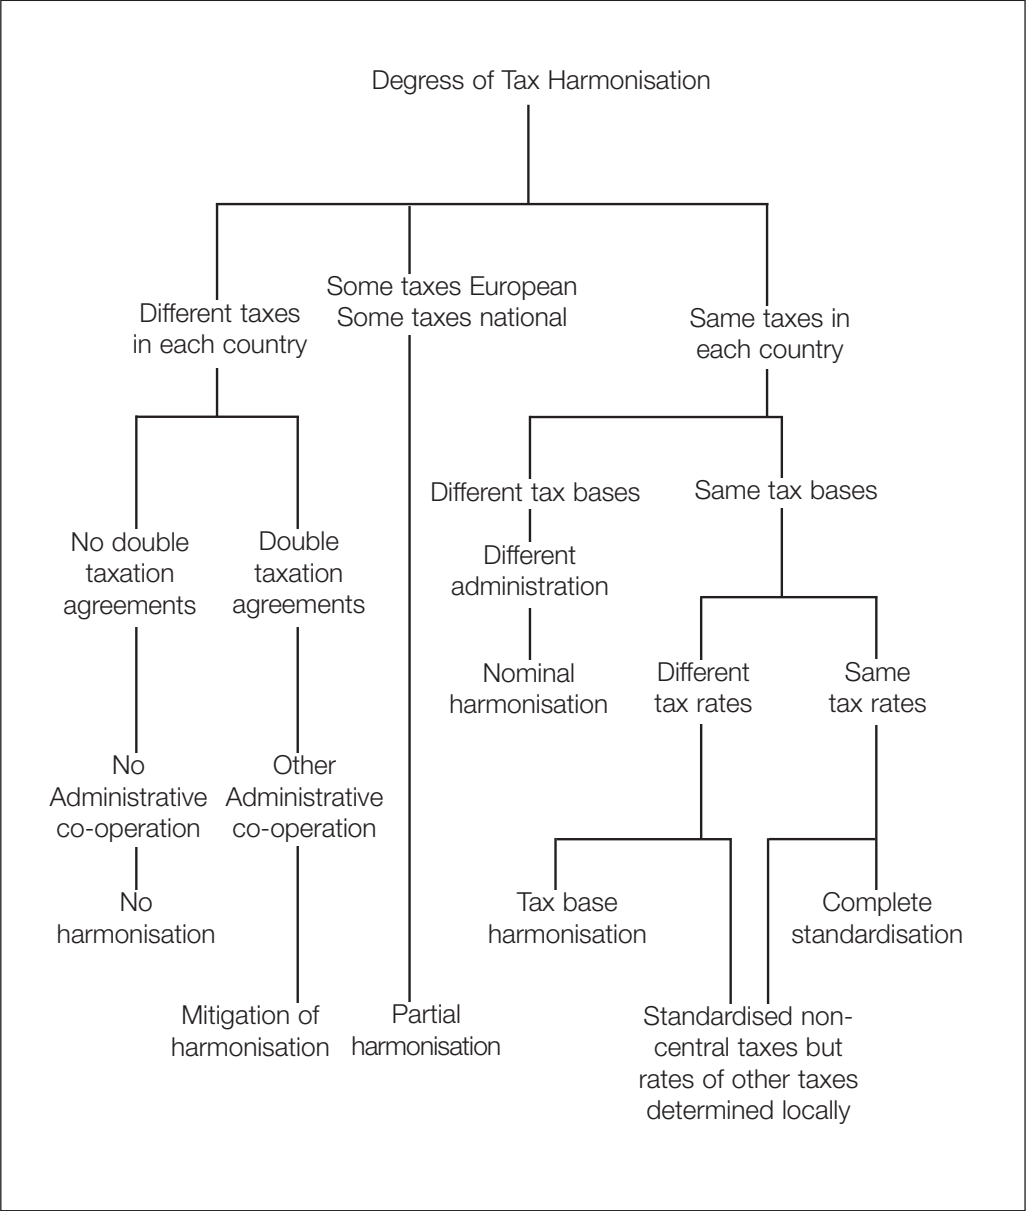 Degress of Tax Harmonisation
Some taxes European
Some taxes national
Different taxes
in each country
Same taxes in
each country
Different tax bases
Same tax bases
No double
taxation
agreements
Double
taxation
agreements
Different
administration
Nominal
harmonisation
Different
tax rates
Same
tax rates
No
Administrative
co-operation
Other
Administrative
co-operation
No
harmonisation
Tax base
harmonisation
Complete
standardisation
Mitigation of
harmonisation
Partial
harmonisation
Standardised non-
central taxes but
rates of other taxes
determined locally